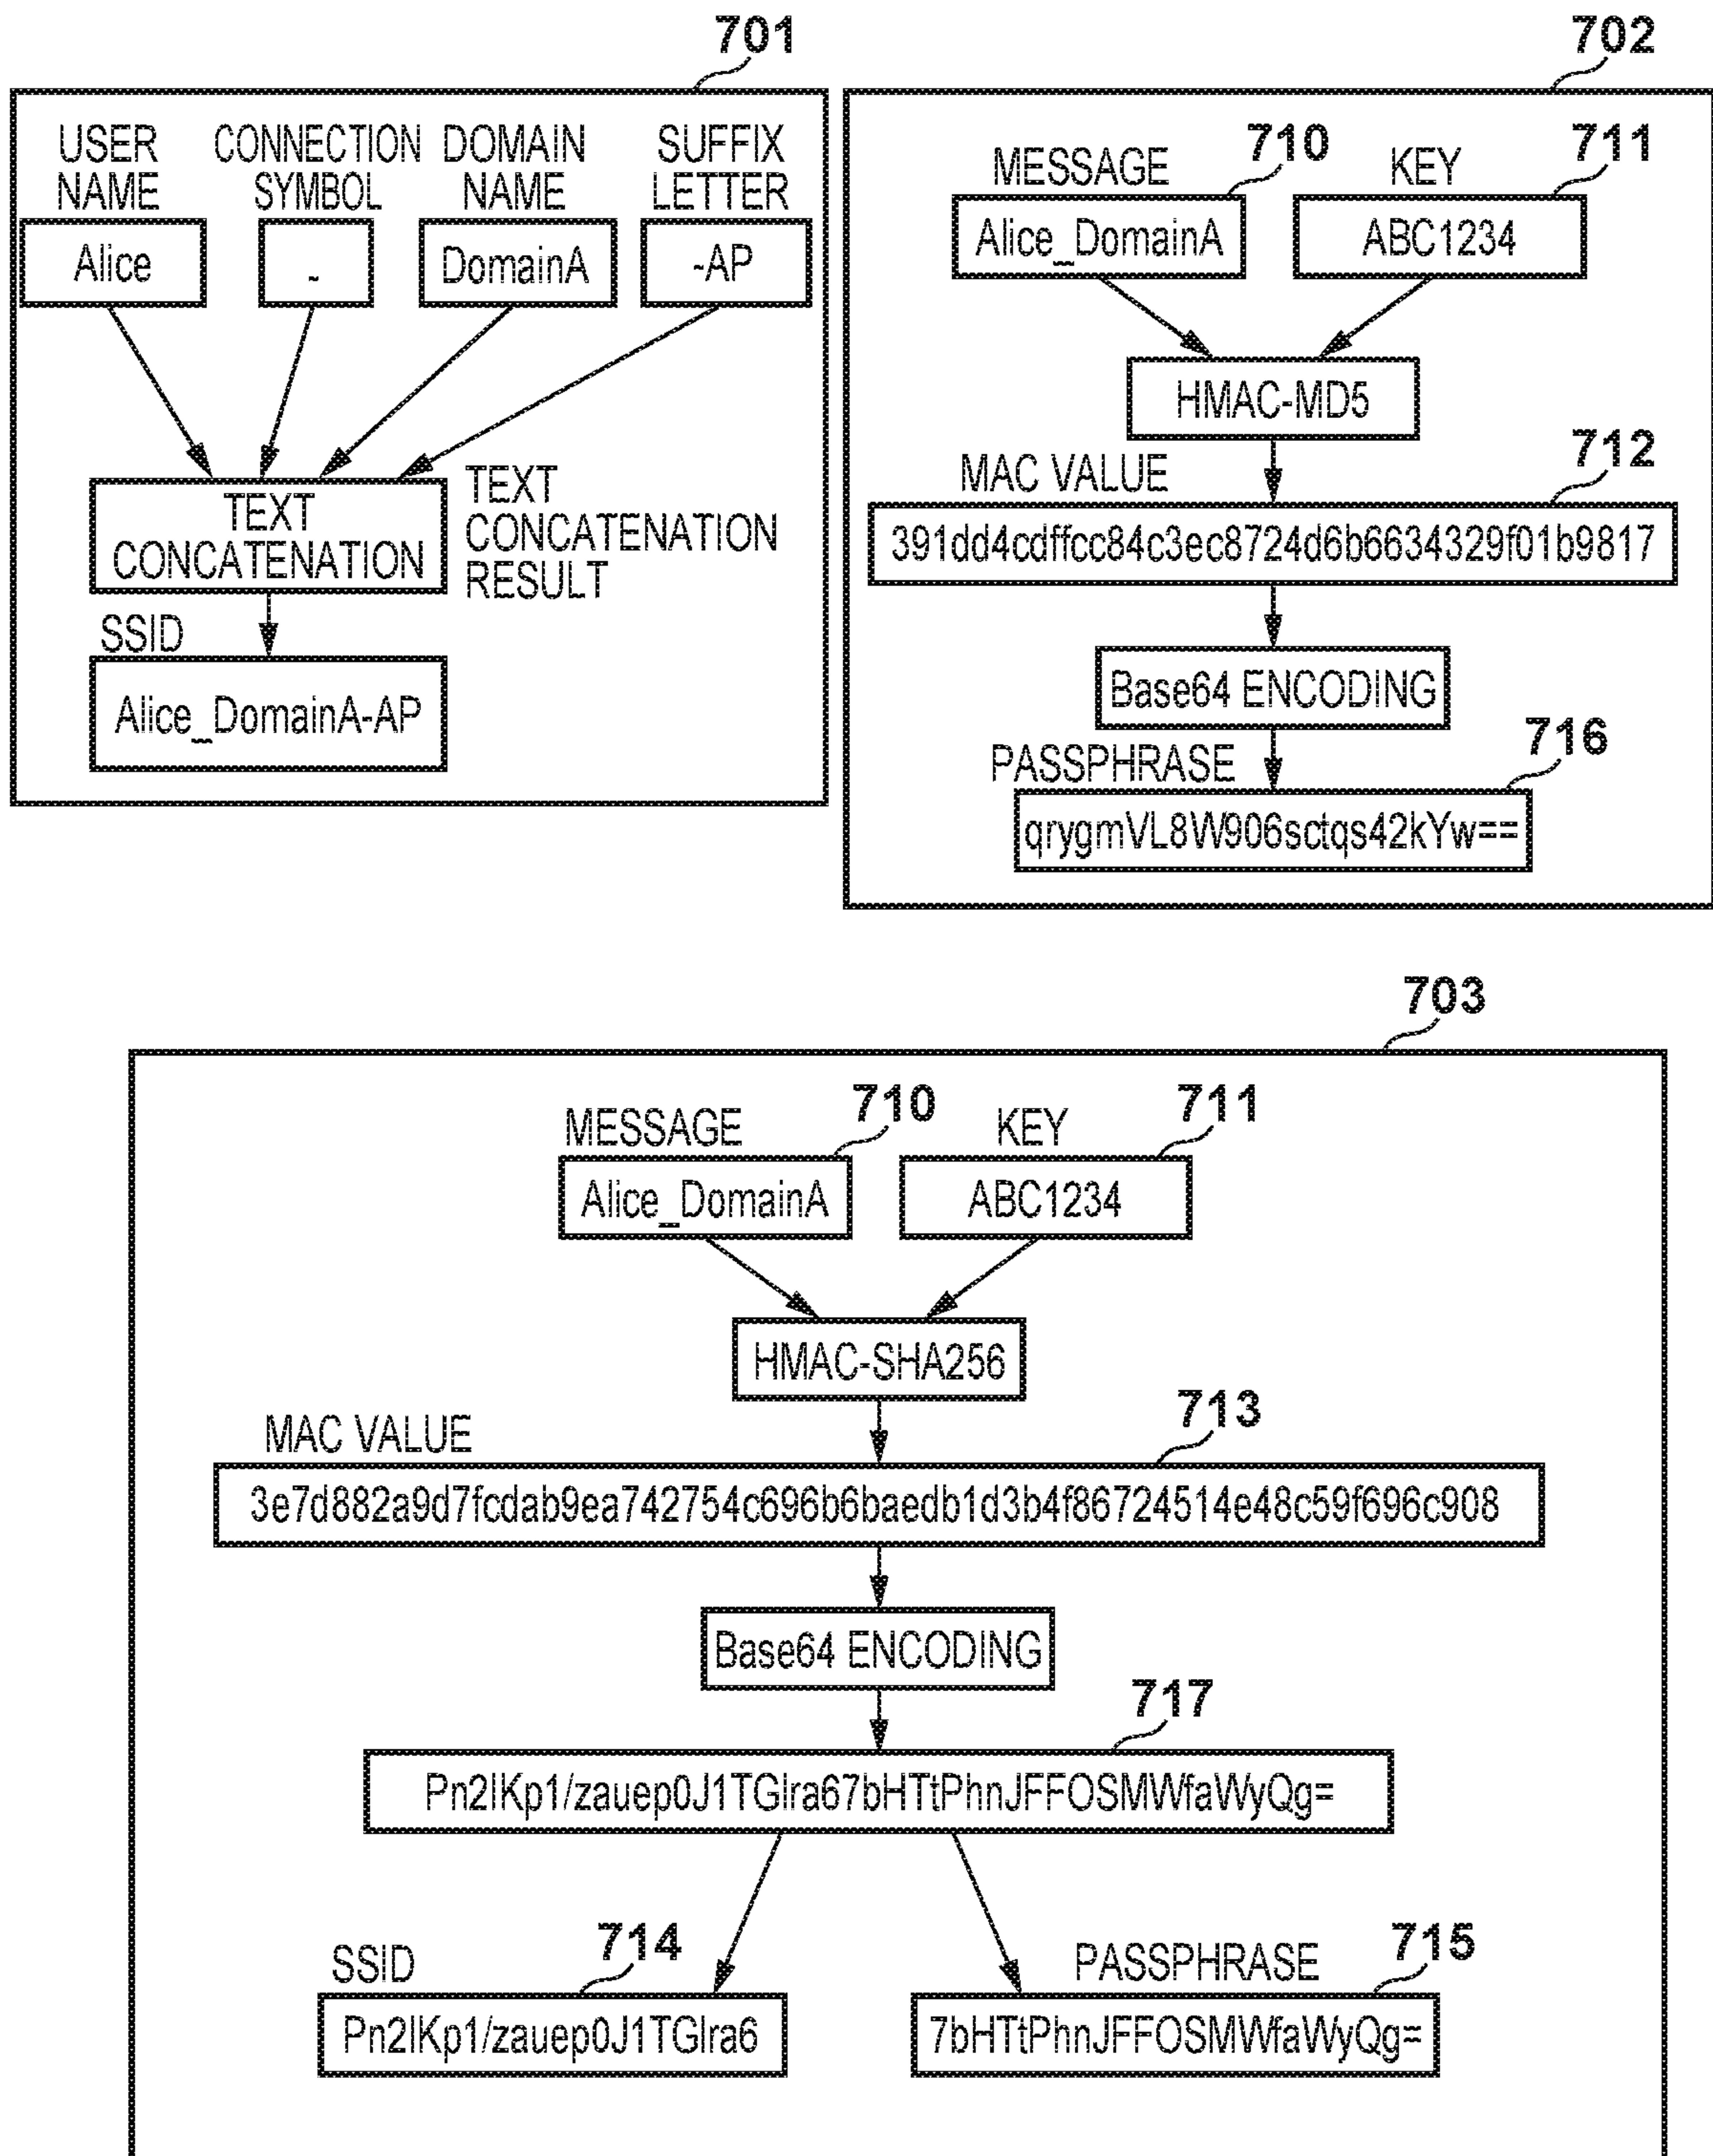 701
USER NAME
CONNECTION SYMBOL
DOMAIN NAME
SUFFIX LETTER
Alice
_
DomainA
-AP
TEXT
CONCATENATION
TEXT
CONCATENATION
RESULT
SSID
Alice_DomainA-AP
702
MESSAGE
710
KEY
711
Alice_DomainA
ABC1234
HMAC-MD5
MAC VALUE
712
391dd4cdffcc84c3ec8724d6b6634329f01b9817
Base64 ENCODING
PASSPHRASE
716
qrygmVL8W906sctqs42kYw==
703
MESSAGE
710
KEY
711
Alice_DomainA
ABC1234
HMAC-SHA256
MAC VALUE
713
3e7d882a9d7fcdab9ea742754c696b6baedb1d3b4f86724514e48c59f696c908
Base64 ENCODING
717
Pn2IKp1/zauep0J1TGlra67bHTtPhnJFFOSMWfaWyQg=
SSID
714
Pn2IKp1/zauep0J1TGlra6
PASSPHRASE
715
7bHTtPhnJFFOSMWfaWyQg=